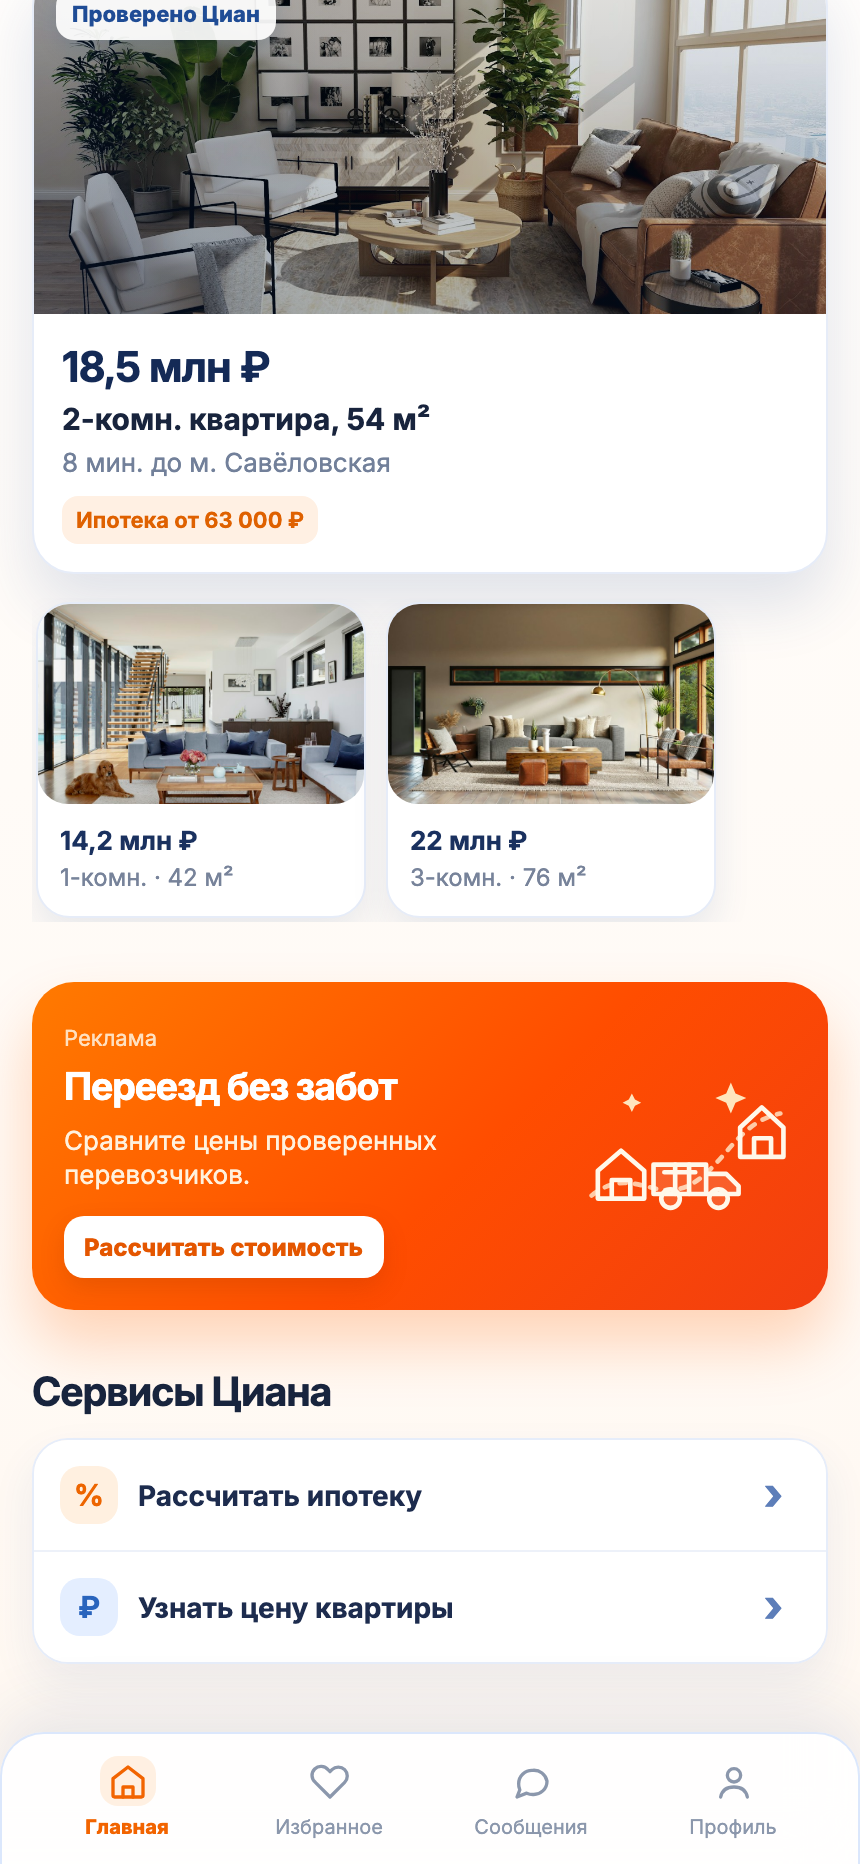 Проверено Циан
18,5 млн ₽
2-комн. квартира, 54 м²
8 мин. до м. Савёловская
Ипотека от 63 000 ₽
14,2 млн ₽
1-комн. · 42 м²
22 млн ₽
3-комн. · 76 м²
Реклама
Переезд без забот
Сравните цены проверенных
перевозчиков.
Рассчитать стоимость
Сервисы Циана
% Рассчитать ипотеку
₽ Узнать цену квартиры
Главная
Избранное
Сообщения
Профиль